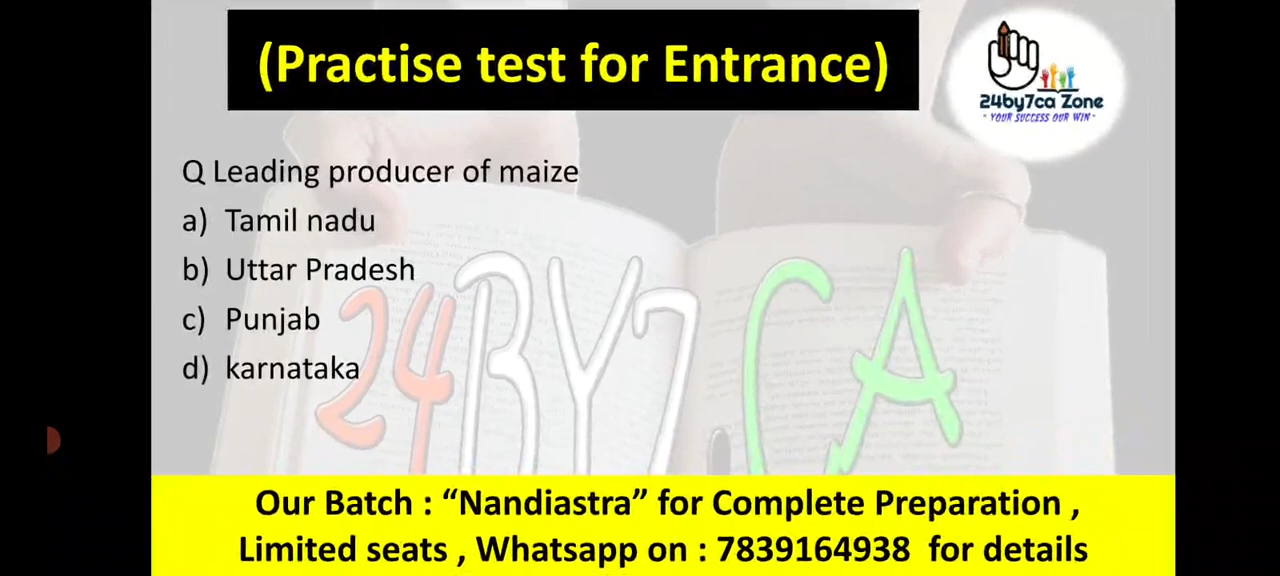 (Practise test for Entrance)
24by7ca Zone
" YOUR SUCCESS OUR WIN"
Q Leading producer of maize
a) Tamil nadu
b) Uttar Pradesh
c) Punjab
d) karnataka
24BY7.CA
Our Batch : “Nandiastra” for Complete Preparation ,
Limited seats , Whatsapp on : 7839164938 for details